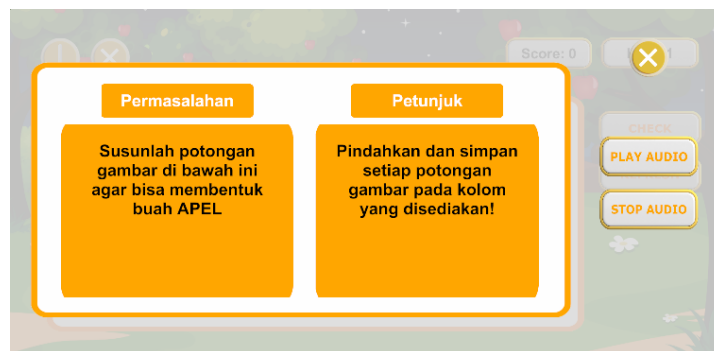 Score: 0
Permasalahan
Petunjuk
Susunlah potongan
gambar di bawah ini
agar bisa membentuk
buah APEL
Pindahkan dan simpan
setiap potongan
gambar pada kolom
yang disediakan!
CHECK
PLAY AUDIO
STOP AUDIO